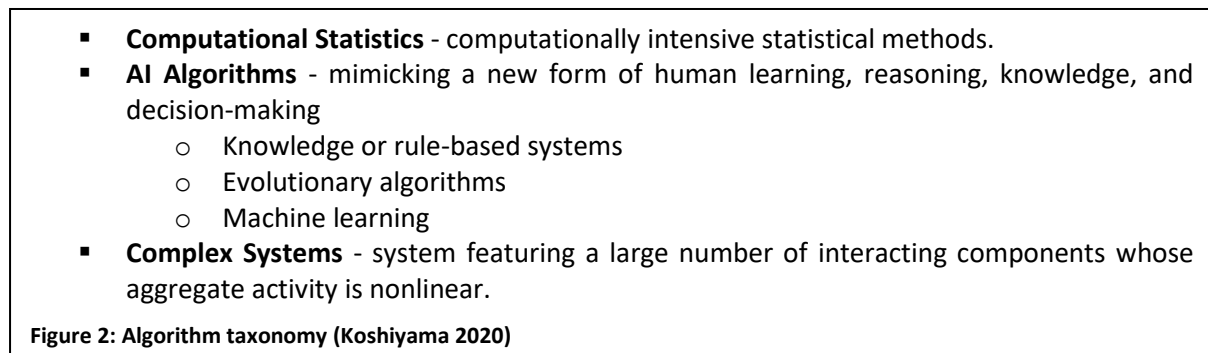 ▪ Computational Statistics - computationally intensive statistical methods.
▪ AI Algorithms - mimicking a new form of human learning, reasoning, knowledge, and
decision-making
o Knowledge or rule-based systems
o Evolutionary algorithms
o Machine learning
▪ Complex Systems - system featuring a large number of interacting components whose
aggregate activity is nonlinear.
Figure 2: Algorithm taxonomy (Koshiyama 2020)